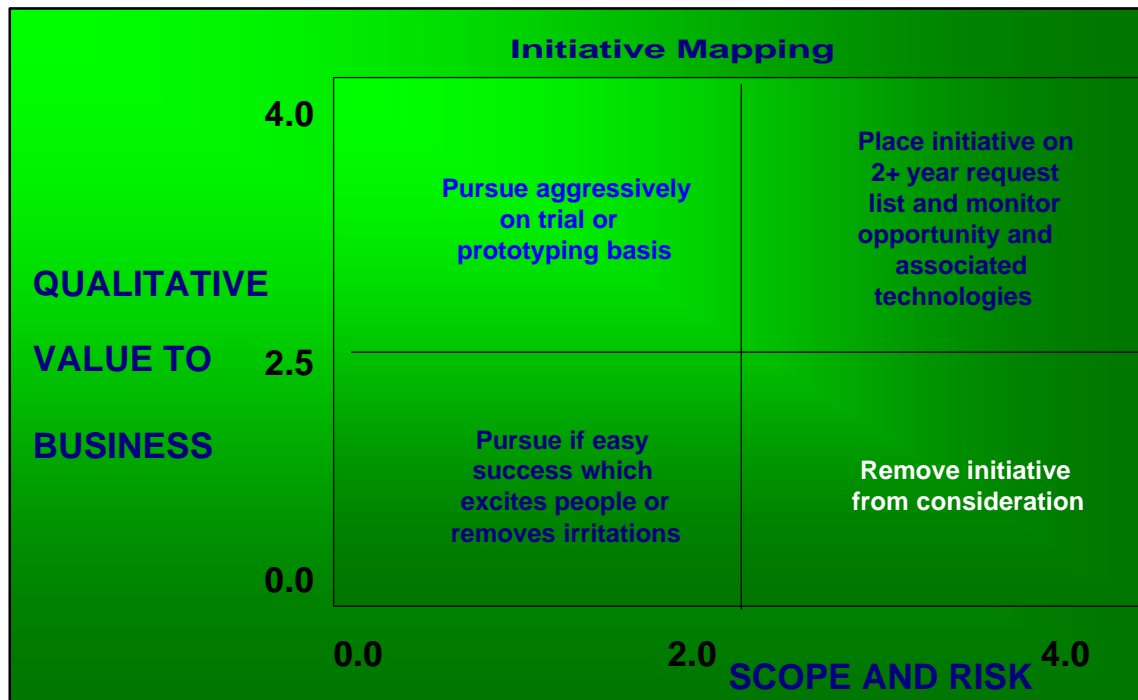 Initiative Mapping
4.0
Pursue aggressively
on trial or
prototyping basis
Place initiative on
2+ year request
list and monitor
opportunity and
associated
technologies
QUALITATIVE
VALUE TO
BUSINESS
2.5
Pursue if easy
success which
excites people or
removes irritations
Remove initiative
from consideration
0.0
0.0
2.0
4.0
SCOPE AND RISK